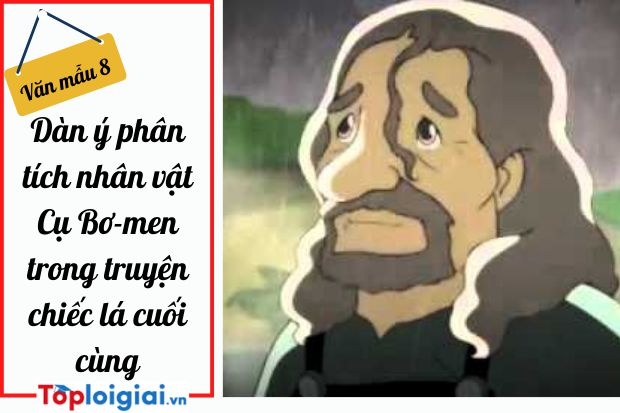 Văn mẫu 8
Dàn ý phân
tích nhân vật
Cụ Bơ-men
trong truyện
chiếc lá cuối
cùng
Toploigiai.vn